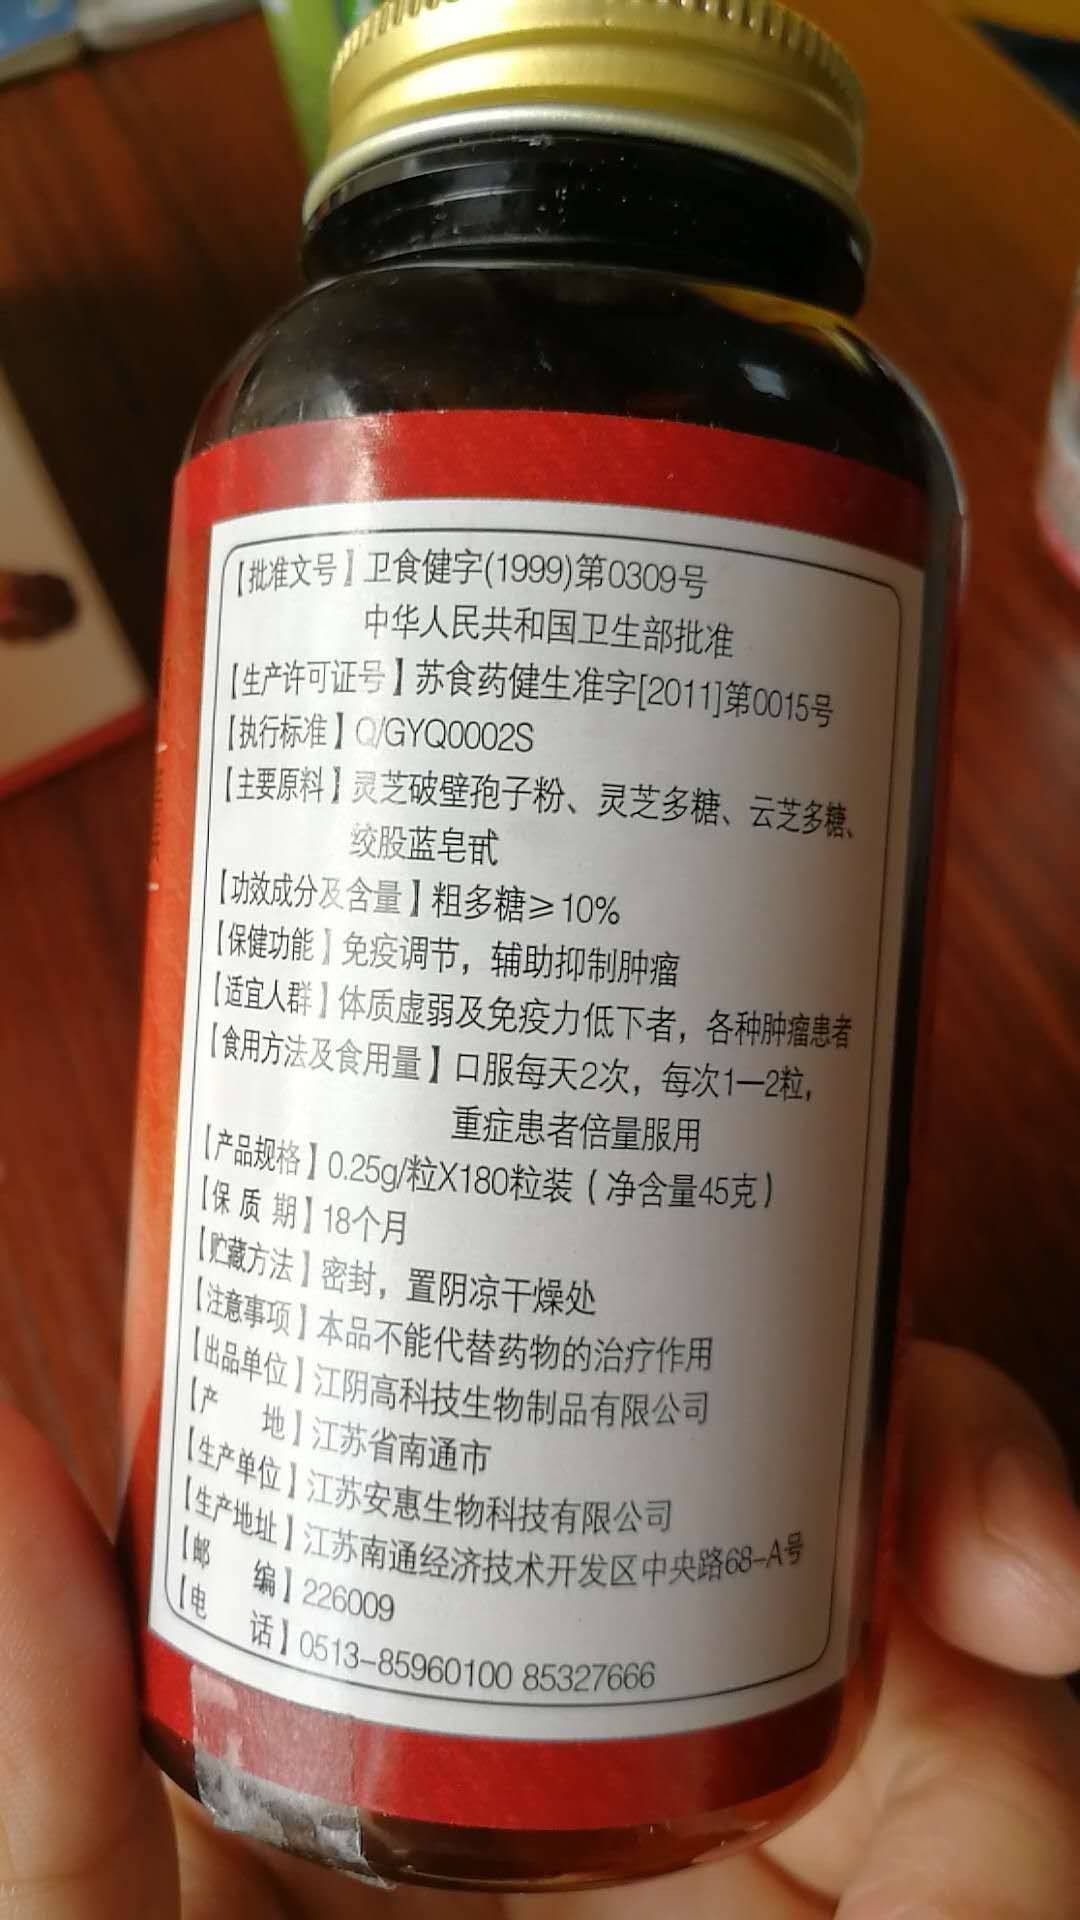 【批准文号】卫食健字(1999)第0309号
中华人民共和国卫生部批准
【生产许可证号】苏食药健生准字[2011]第0015号
【执行标准】Q/GYQ0002S
【主要原料】灵芝破壁孢子粉、灵芝多糖、云芝多糖、
绞股蓝皂甙
【功效成分及含量】粗多糖≥10%
【保健功能】免疫调节，辅助抑制肿瘤
【适宜人群】体质虚弱及免疫力低下者，各种肿瘤患者
【食用方法及食用量】口服每天2次，每次1—2粒，
重症患者倍量服用
【产品规格】0.25g/粒X180粒装（净含量45克）
【保质期】18个月
【贮藏方法】密封，置阴凉干燥处
【注意事项】本品不能代替药物的治疗作用
【出品单位】江阴高科技生物制品有限公司
【产地】江苏省南通市
【生产单位】江苏安惠生物科技有限公司
【生产地址】江苏南通经济技术开发区中央路68-A号
【邮编】226009
【电话】0513-85960100 85327666